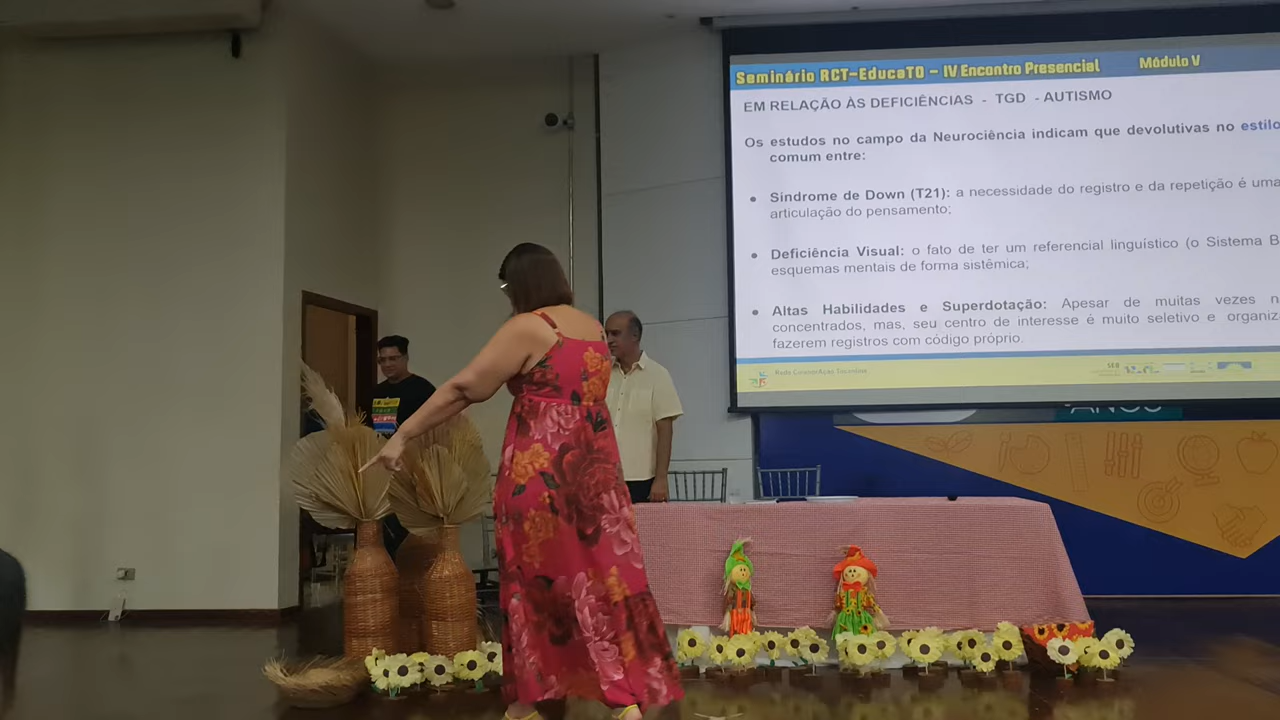 Seminário RCT-EducaTO - IV Encontro Presencial Módulo V
EM RELAÇÃO ÀS DEFICIÊNCIAS - TGD - AUTISMO
Os estudos no campo da Neurociência indicam que devolutivas no estilo
comum entre:
• Síndrome de Down (T21): a necessidade do registro e da repetição é uma
articulação do pensamento;
• Deficiência Visual: o fato de ter um referencial linguístico (o Sistema B
esquemas mentais de forma sistêmica;
• Altas Habilidades e Superdotação: Apesar de muitas vezes n
concentrados, mas, seu centro de interesse é muito seletivo e organiz
fazerem registros com código próprio.
ANOS